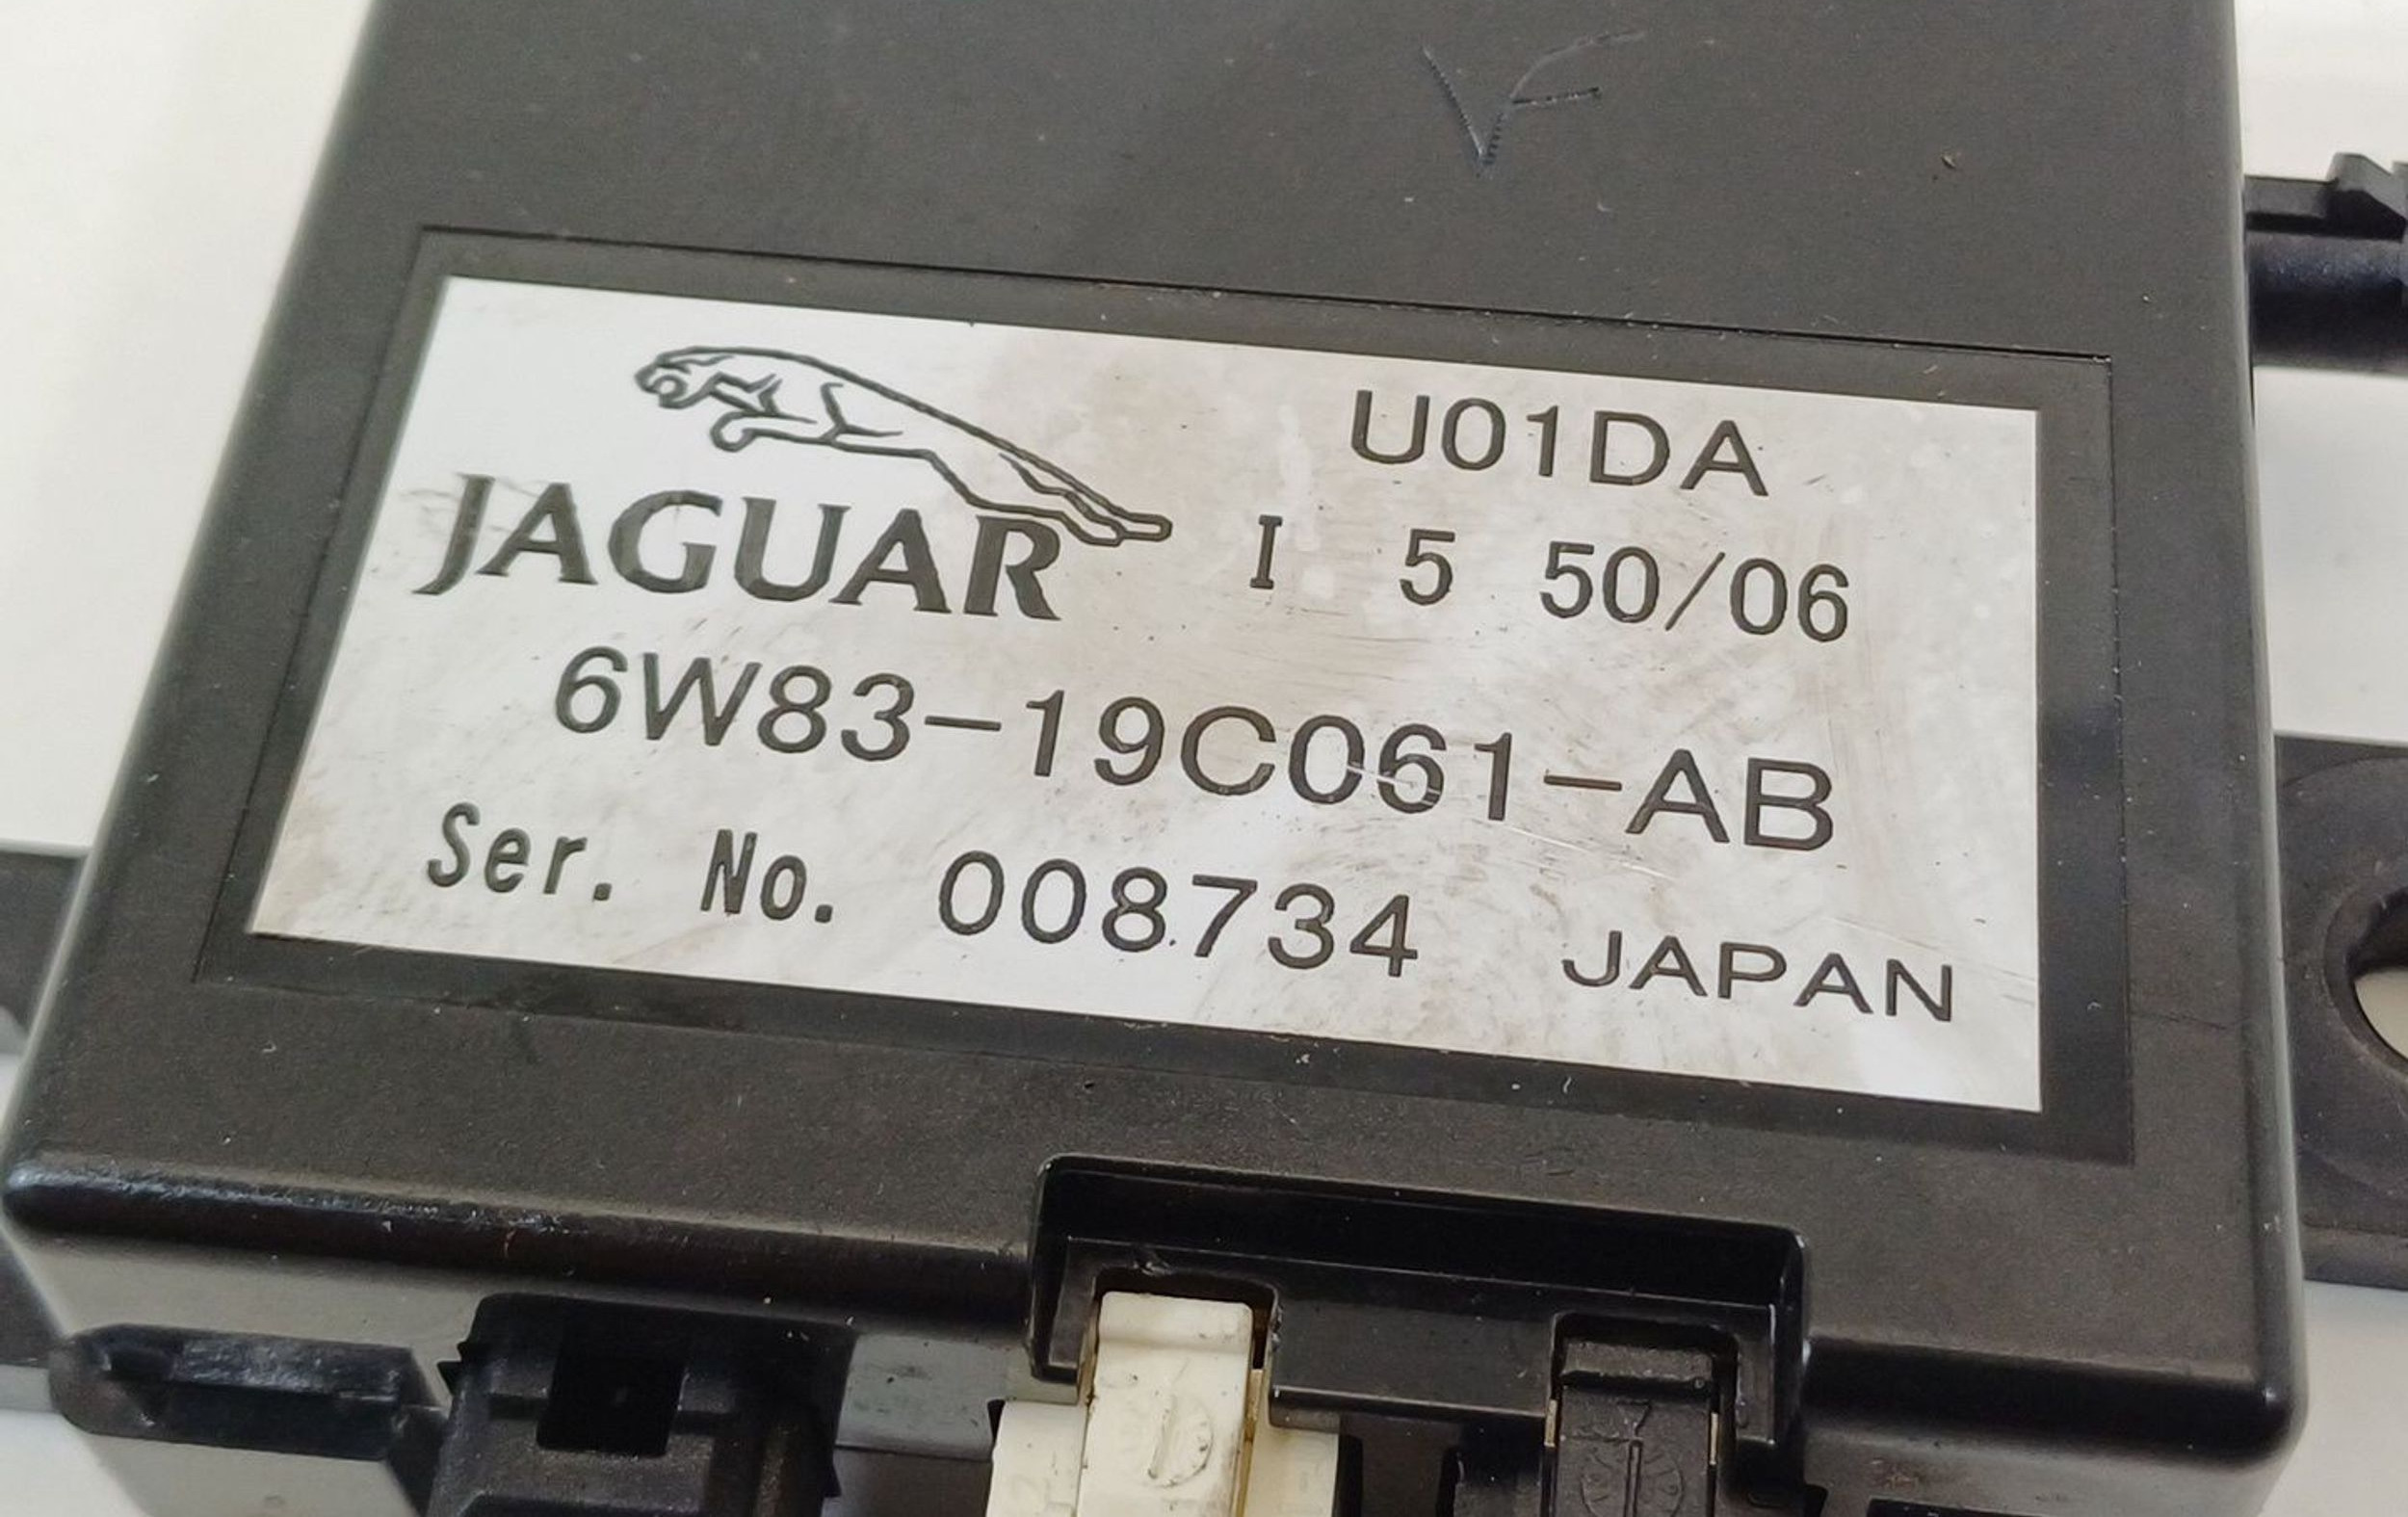 U01DA
JAGUAR I 5 50/06
6W83-19C061-AB
Ser. No. 008734 JAPAN